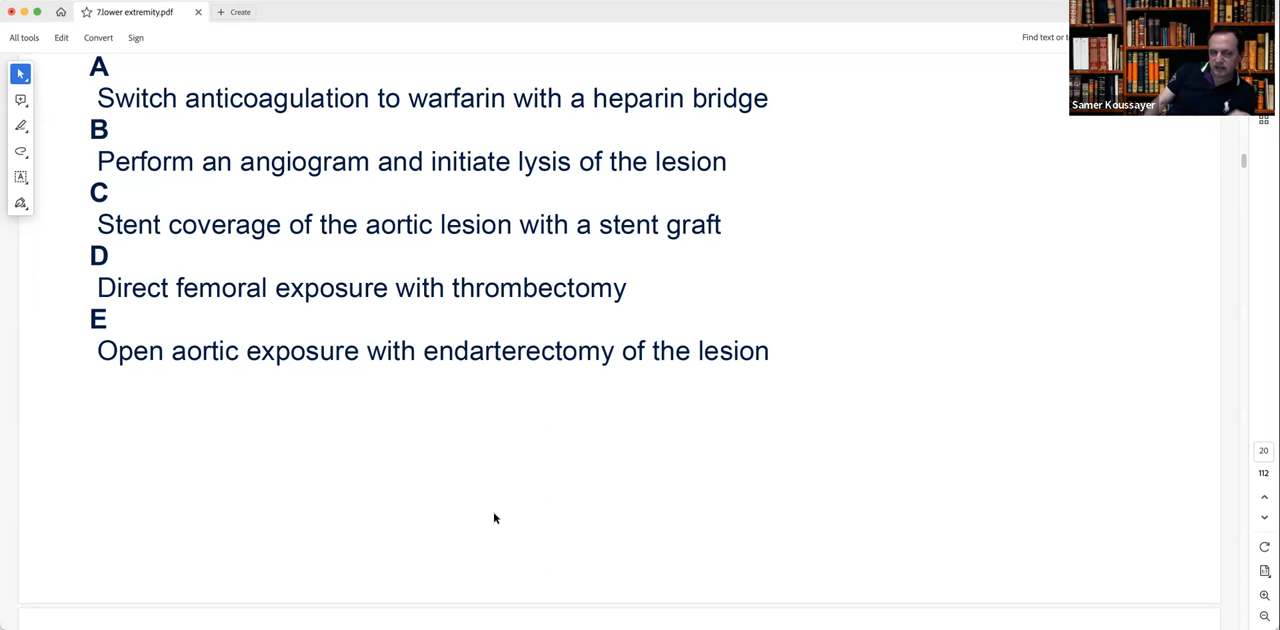 7.lower extremity.pdf
Create
All tools Edit Convert Sign
Find text or t
Samer Koussayer
A
Switch anticoagulation to warfarin with a heparin bridge
B
Perform an angiogram and initiate lysis of the lesion
C
Stent coverage of the aortic lesion with a stent graft
D
Direct femoral exposure with thrombectomy
E
Open aortic exposure with endarterectomy of the lesion
20
112